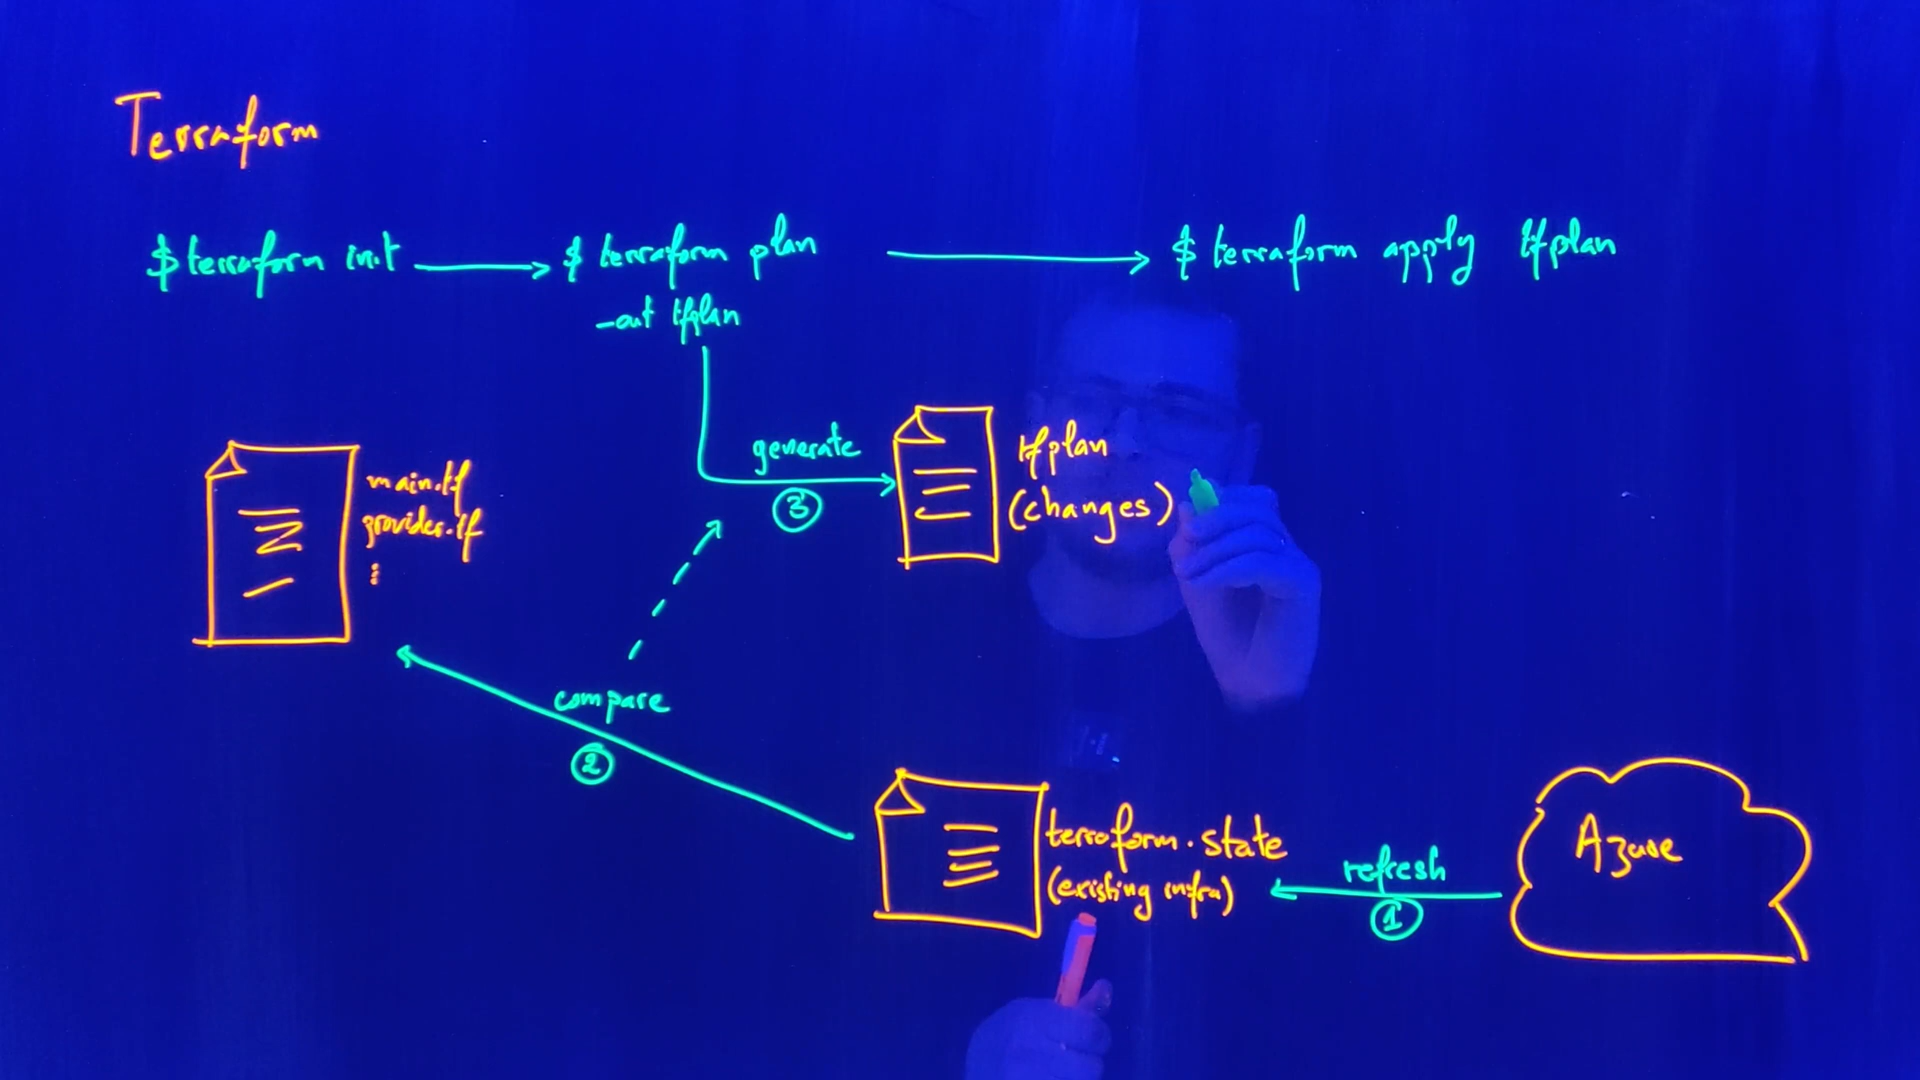 Terraform
$ terraform init
$ terraform plan
-out tfplan
$ terraform apply tfplan
generate
3
tfplan
(changes)
main.tf
provider.tf
⋮
compare
2
terraform.state
(existing infra)
refresh
1
Azure